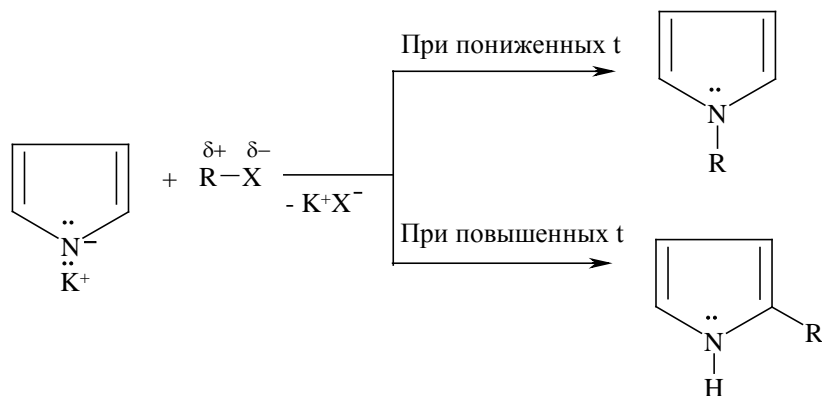 При пониженных t
N
R
δ+ δ−
+ R—X
- K⁺X⁻
N⁻
K⁺
При повышенных t
N
H
R